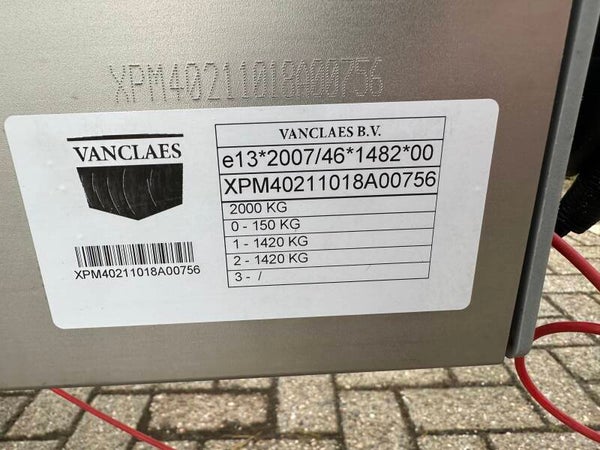 XPM40211018A00756
VANCLAES
XPM40211018A00756
VANCLAES B.V.
e13*2007/46*1482*00
XPM40211018A00756
2000 KG
0 - 150 KG
1 - 1420 KG
2 - 1420 KG
3 - /